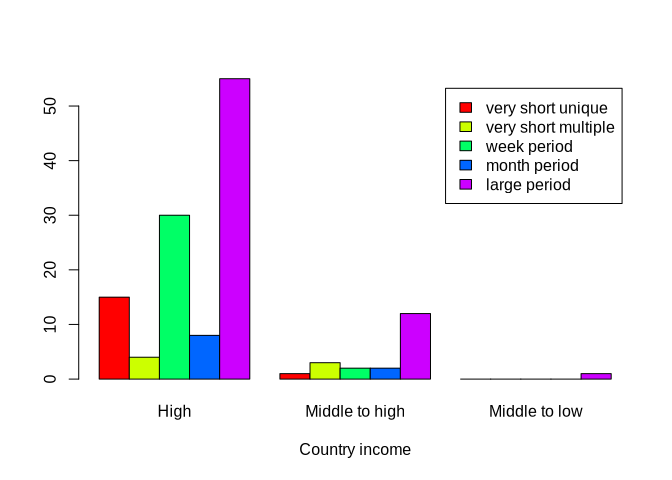 50
40
30
20
10
0
very short unique
very short multiple
week period
month period
large period
High
Middle to high
Middle to low
Country income